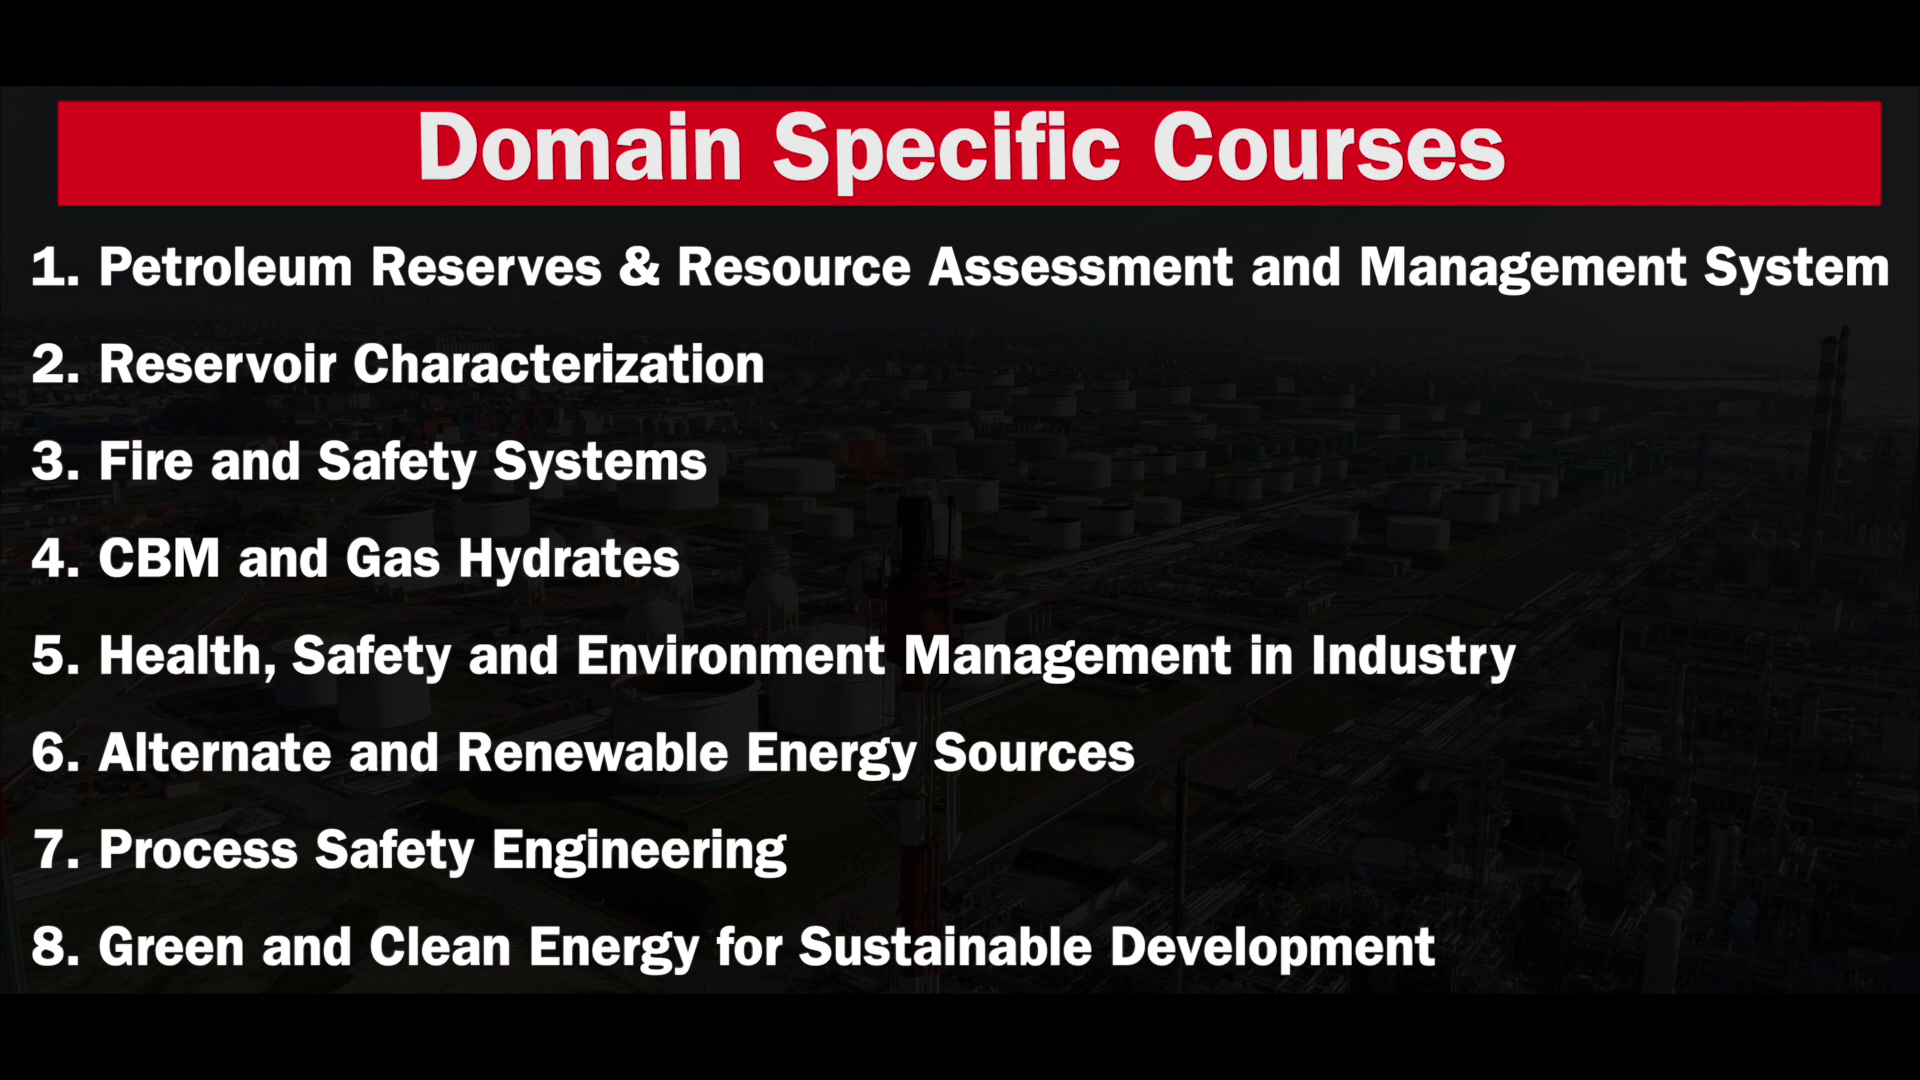 Domain Specific Courses
1. Petroleum Reserves & Resource Assessment and Management System
2. Reservoir Characterization
3. Fire and Safety Systems
4. CBM and Gas Hydrates
5. Health, Safety and Environment Management in Industry
6. Alternate and Renewable Energy Sources
7. Process Safety Engineering
8. Green and Clean Energy for Sustainable Development